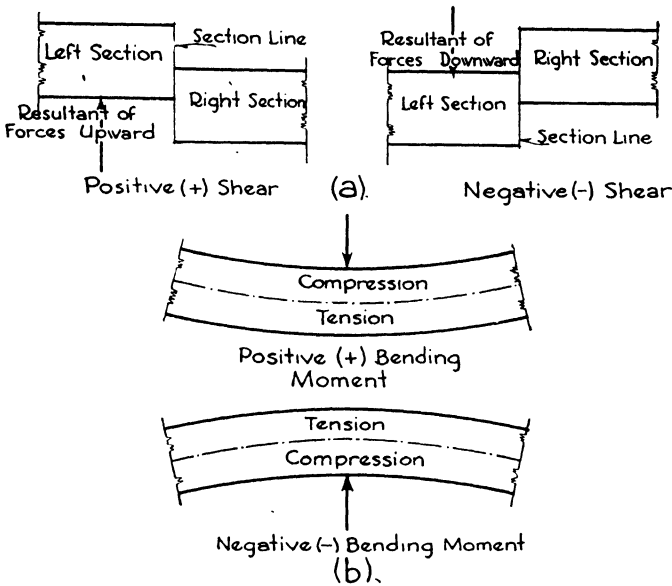 Left Section
Section Line
Right Section
Resultant of
Forces Upward
Positive (+) Shear
(a).
Resultant of
Forces Downward
Right Section
Left Section
Section Line
Negative (-) Shear
Compression
Tension
Positive (+) Bending
Moment
Tension
Compression
Negative (-) Bending Moment
(b).